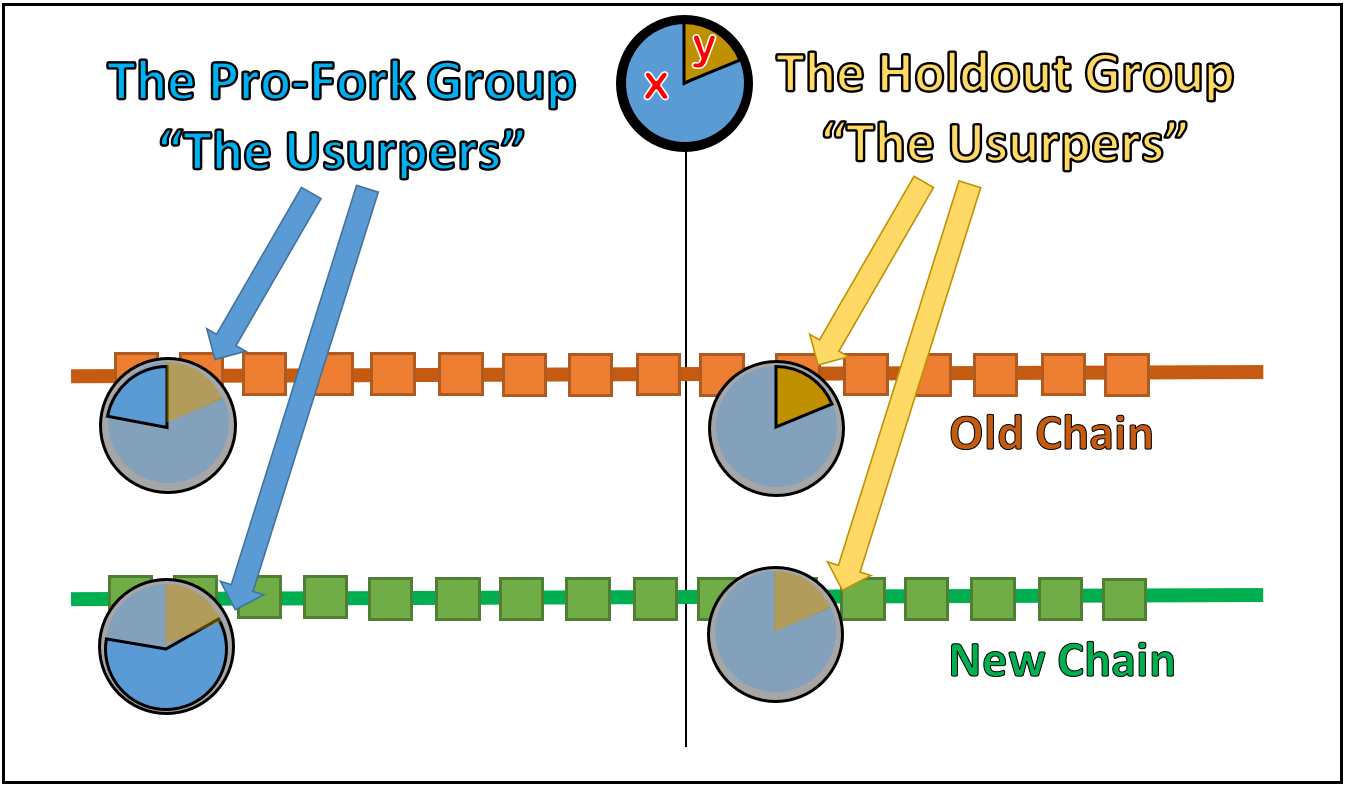 The Pro-Fork Group
“The Usurpers”
y
x
The Holdout Group
“The Usurpers”
Old Chain
New Chain